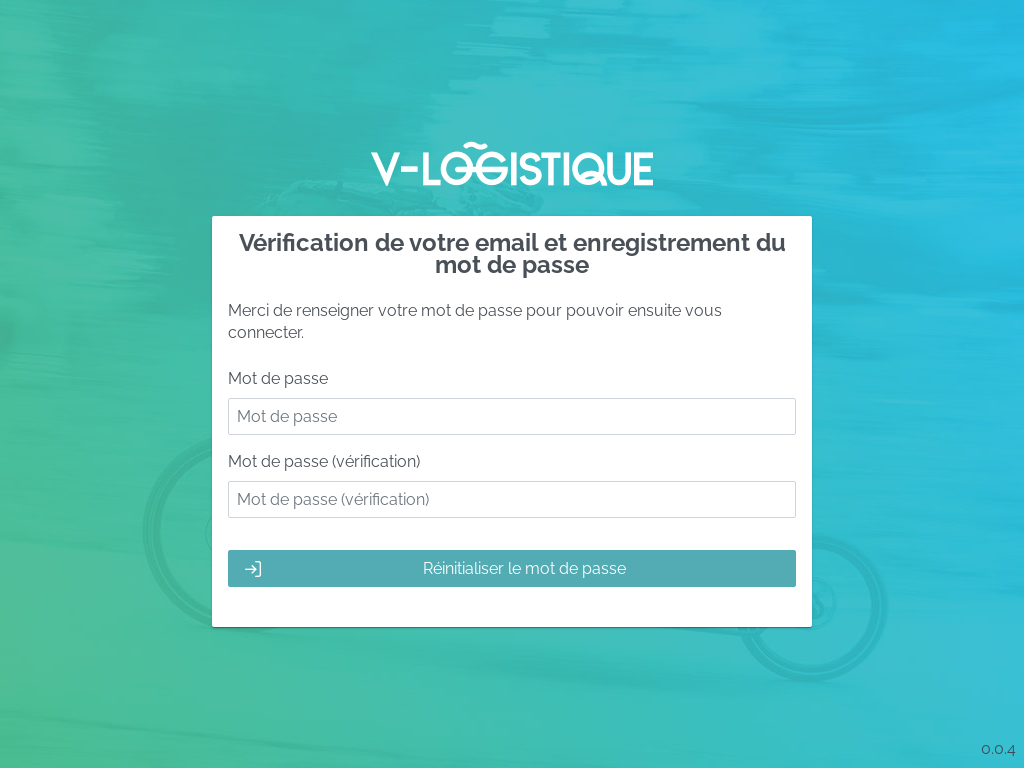 V-LOGISTIQUE
Vérification de votre email et enregistrement du
mot de passe
Merci de renseigner votre mot de passe pour pouvoir ensuite vous
connecter.
Mot de passe
Mot de passe
Mot de passe (vérification)
Mot de passe (vérification)
Réinitialiser le mot de passe
0.0.4